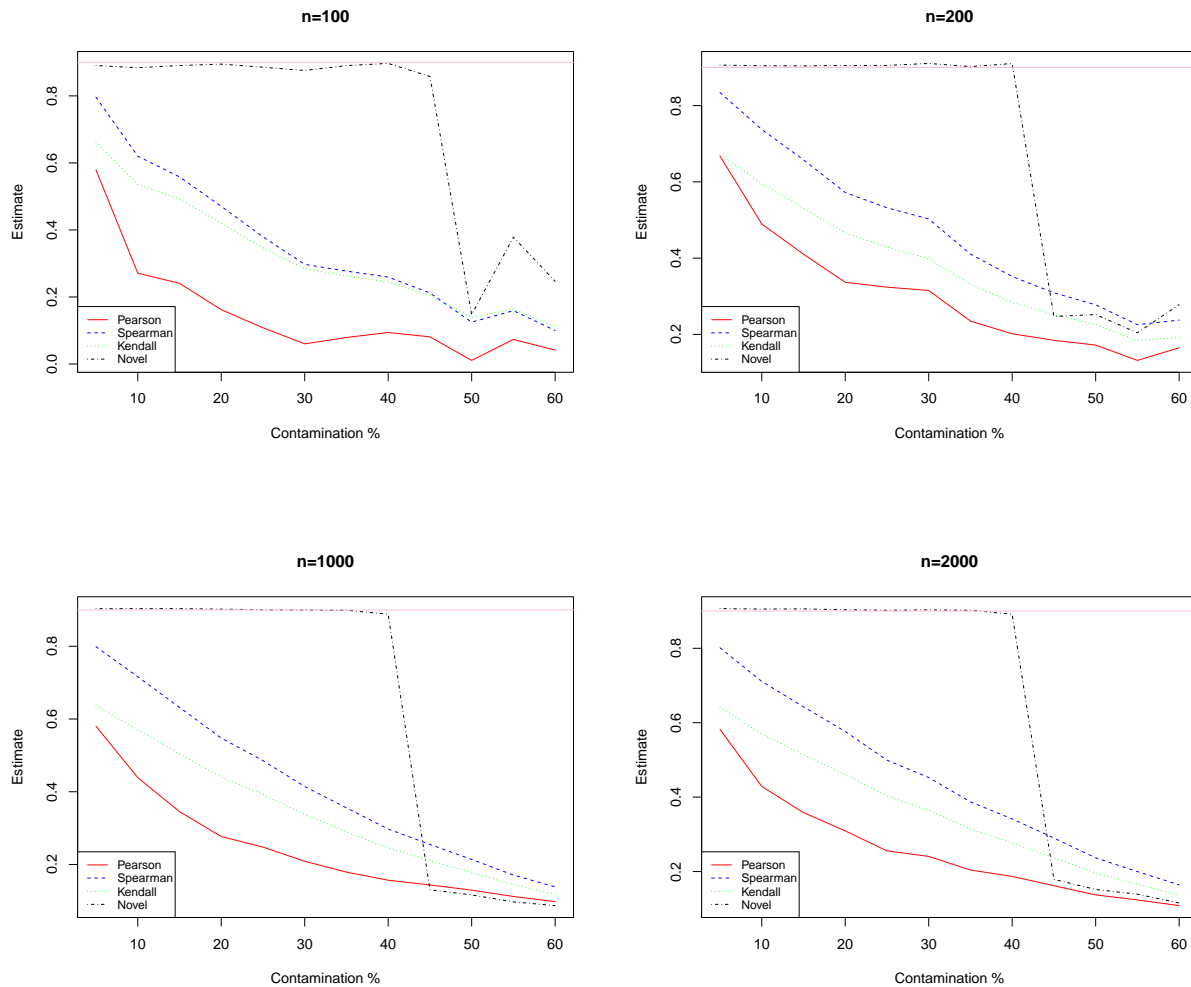 n=100
Estimate
0.8
0.6
0.4
0.2
0.0
Pearson
Spearman
Kendall
Novel
10 20 30 40 50 60
Contamination %
n=200
Estimate
0.8
0.6
0.4
0.2
Pearson
Spearman
Kendall
Novel
10 20 30 40 50 60
Contamination %
n=1000
Estimate
0.8
0.6
0.4
0.2
Pearson
Spearman
Kendall
Novel
10 20 30 40 50 60
Contamination %
n=2000
Estimate
0.8
0.6
0.4
0.2
Pearson
Spearman
Kendall
Novel
10 20 30 40 50 60
Contamination %